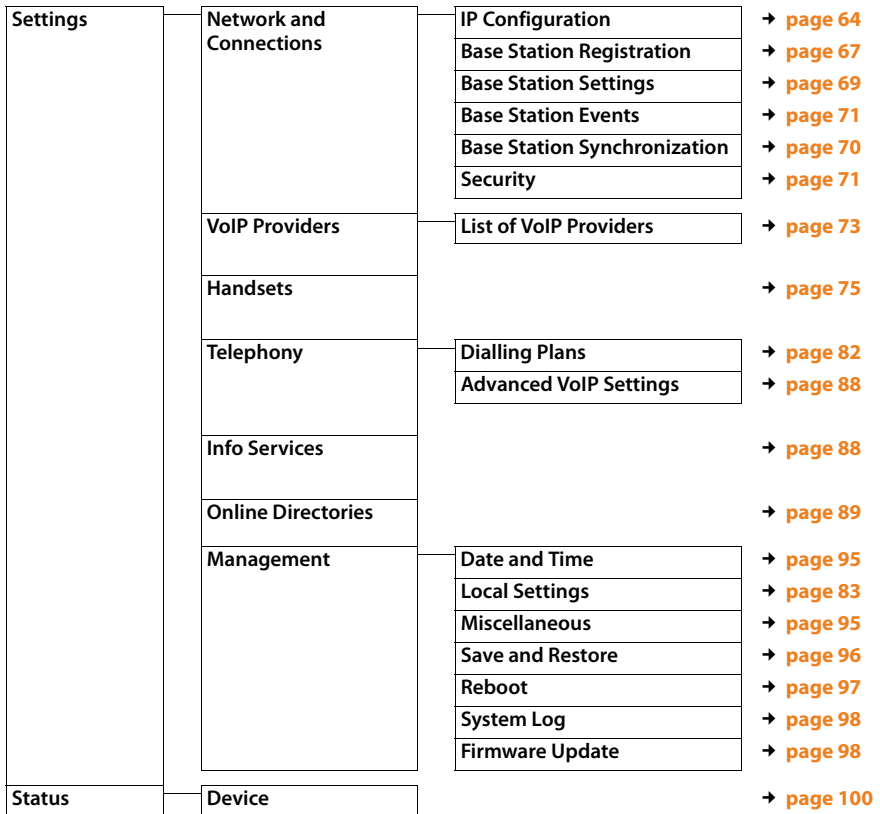 Settings Network and Connections IP Configuration ➔ page 64
Base Station Registration ➔ page 67
Base Station Settings ➔ page 69
Base Station Events ➔ page 71
Base Station Synchronization ➔ page 70
Security ➔ page 71
VoIP Providers List of VoIP Providers ➔ page 73
Handsets ➔ page 75
Telephony Dialling Plans ➔ page 82
Advanced VoIP Settings ➔ page 88
Info Services ➔ page 88
Online Directories ➔ page 89
Management Date and Time ➔ page 95
Local Settings ➔ page 83
Miscellaneous ➔ page 95
Save and Restore ➔ page 96
Reboot ➔ page 97
System Log ➔ page 98
Firmware Update ➔ page 98
Status Device ➔ page 100